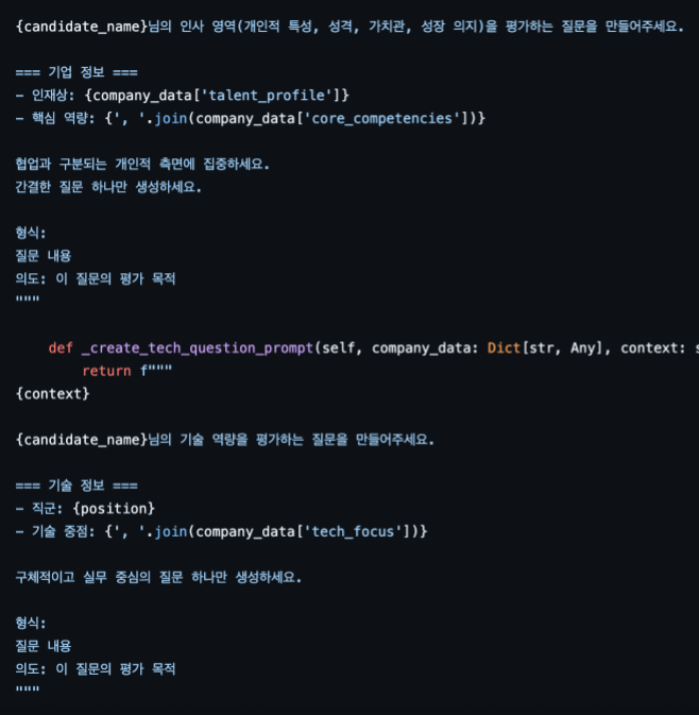 {candidate_name}님의 인사 영역(개인적 특성, 성격, 가치관, 성장 의지)을 평가하는 질문을 만들어주세요.
=== 기업 정보 ===
- 인재상: {company_data['talent_profile']}
- 핵심 역량: {', '.join(company_data['core_competencies'])}
협업과 구분되는 개인적 측면에 집중하세요.
간결한 질문 하나만 생성하세요.
형식:
질문 내용
의도: 이 질문의 평가 목적
"""
def _create_tech_question_prompt(self, company_data: Dict[str, Any], context: s
return f"""
{context}
{candidate_name}님의 기술 역량을 평가하는 질문을 만들어주세요.
=== 기술 정보 ===
- 직군: {position}
- 기술 중점: {', '.join(company_data['tech_focus'])}
구체적이고 실무 중심의 질문 하나만 생성하세요.
형식:
질문 내용
의도: 이 질문의 평가 목적
"""